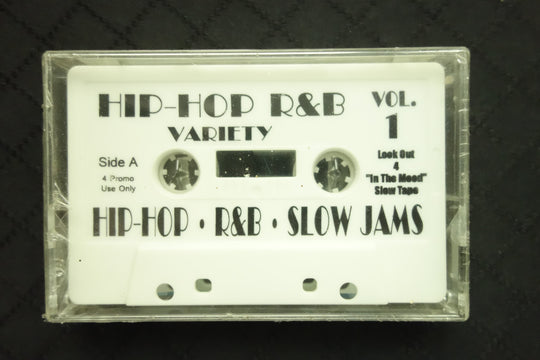 HIP-HOP R&B
VARIETY
VOL.
1
Side A
4 Promo
Use Only
Look Out
4
"In The Mood"
Slow Tape
HIP-HOP • R&B • SLOW JAMS